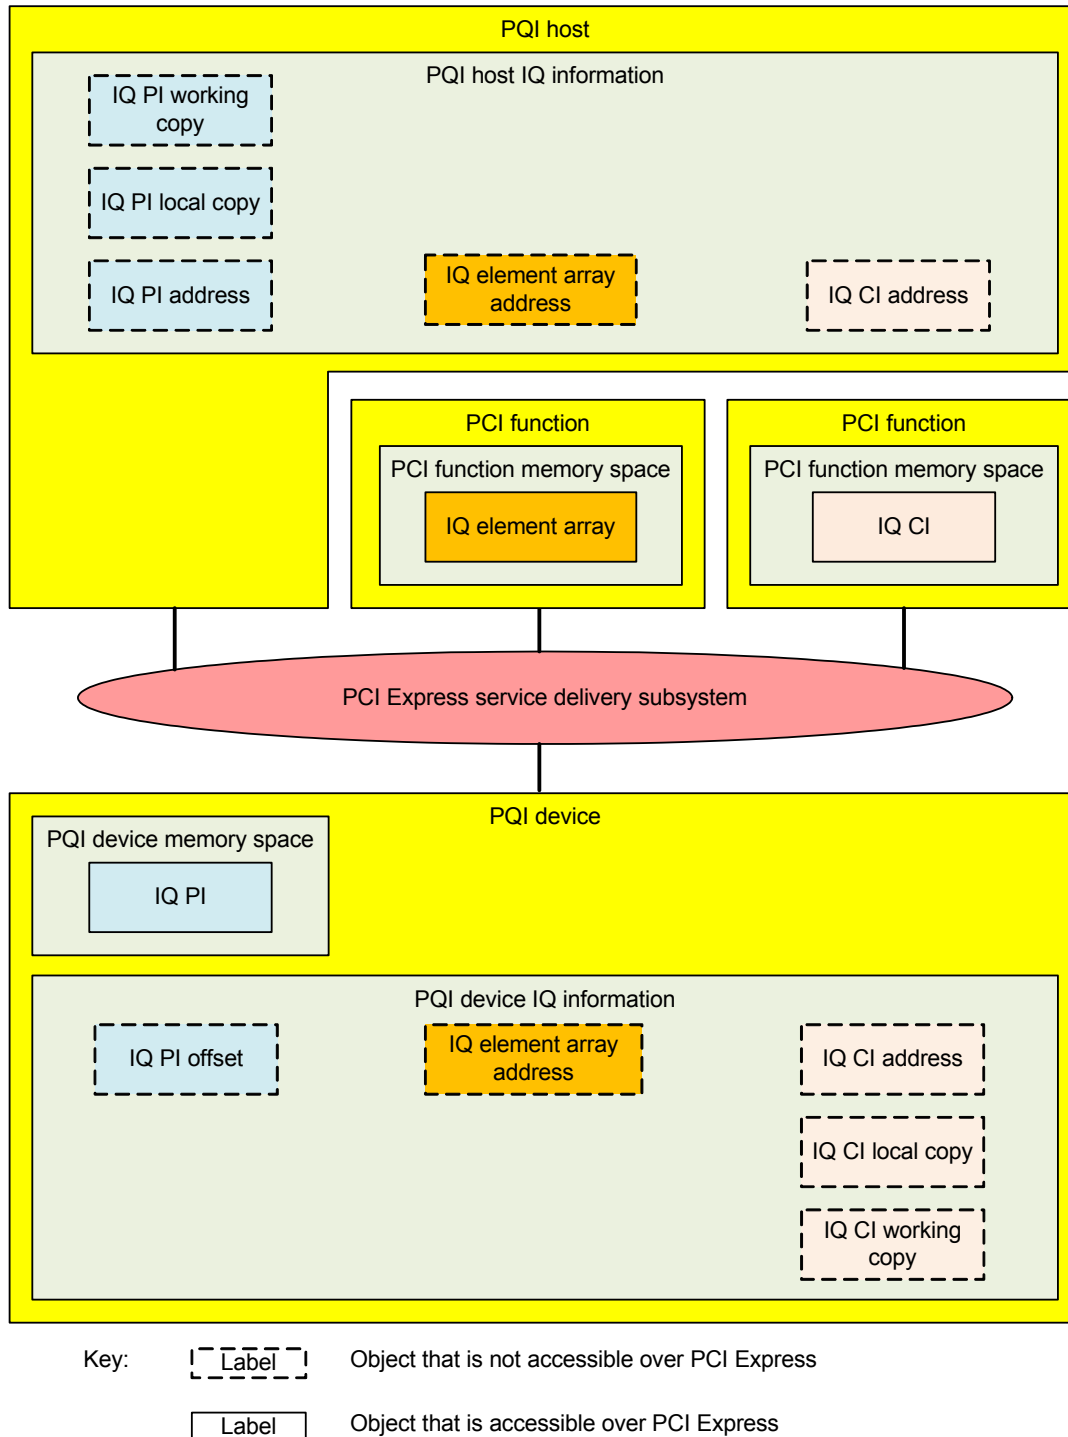 PQI host
PQI host IQ information
IQ PI working
copy
IQ PI local copy
IQ PI address
IQ element array
address
IQ CI address
PCI function
PCI function memory space
IQ element array
PCI function
PCI function memory space
IQ CI
PCI Express service delivery subsystem
PQI device
PQI device memory space
IQ PI
PQI device IQ information
IQ PI offset
IQ element array
address
IQ CI address
IQ CI local copy
IQ CI working
copy
Key:
Label
Object that is not accessible over PCI Express
Label
Object that is accessible over PCI Express